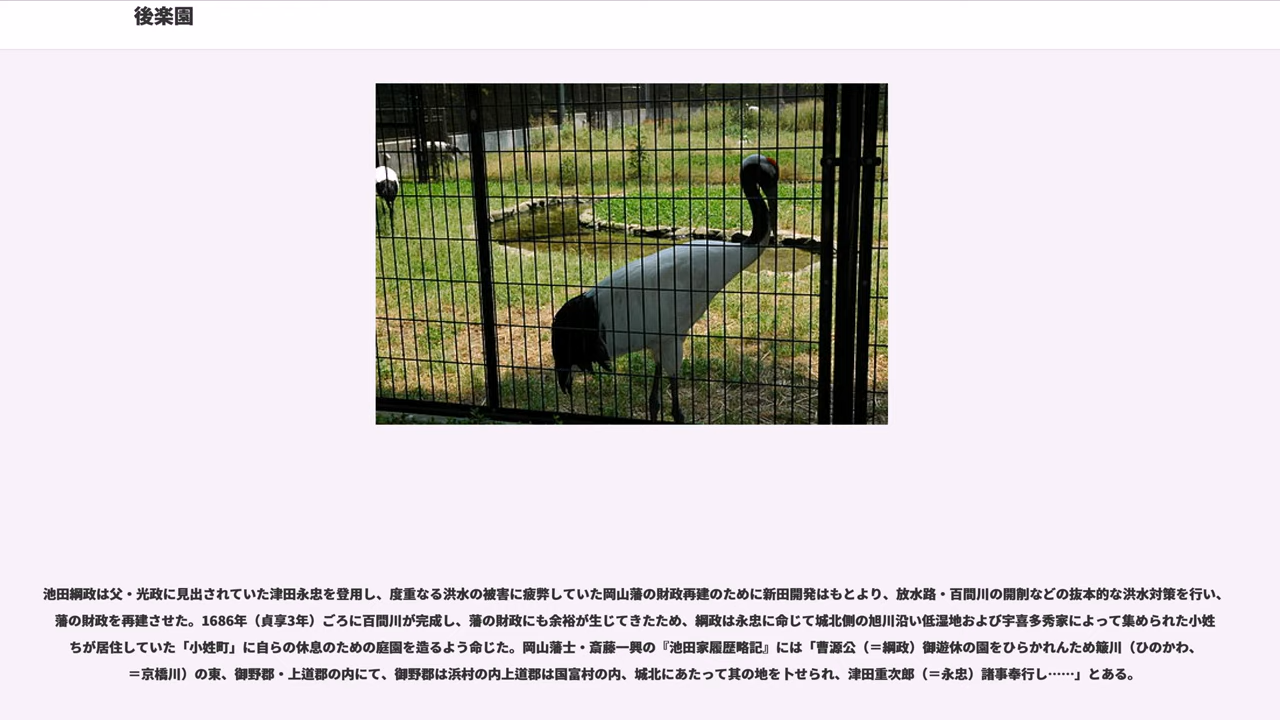 後楽園
池田綱政は父・光政に見出されていた津田永忠を登用し、度重なる洪水の被害に疲弊していた岡山藩の財政再建のために新田開発はもとより、放水路・百間川の開削などの抜本的な洪水対策を行い、
藩の財政を再建させた。1686年（貞享3年）ごろに百間川が完成し、藩の財政にも余裕が生じてきたため、綱政は永忠に命じて城北側の旭川沿い低湿地および宇喜多秀家によって集められた小姓
ちが居住していた「小姓町」に自らの休息のための庭園を造るよう命じた。岡山藩士・斎藤一興の『池田家履歴略記』には「曹源公（＝綱政）御遊休の園をひらかれんため簸川（ひのかわ、
＝京橋川）の東、御野郡・上道郡の内にて、御野郡は浜村の内上道郡は国富村の内、城北にあたって其の地を卜せられ、津田重次郎（＝永忠）諸事奉行し……」とある。